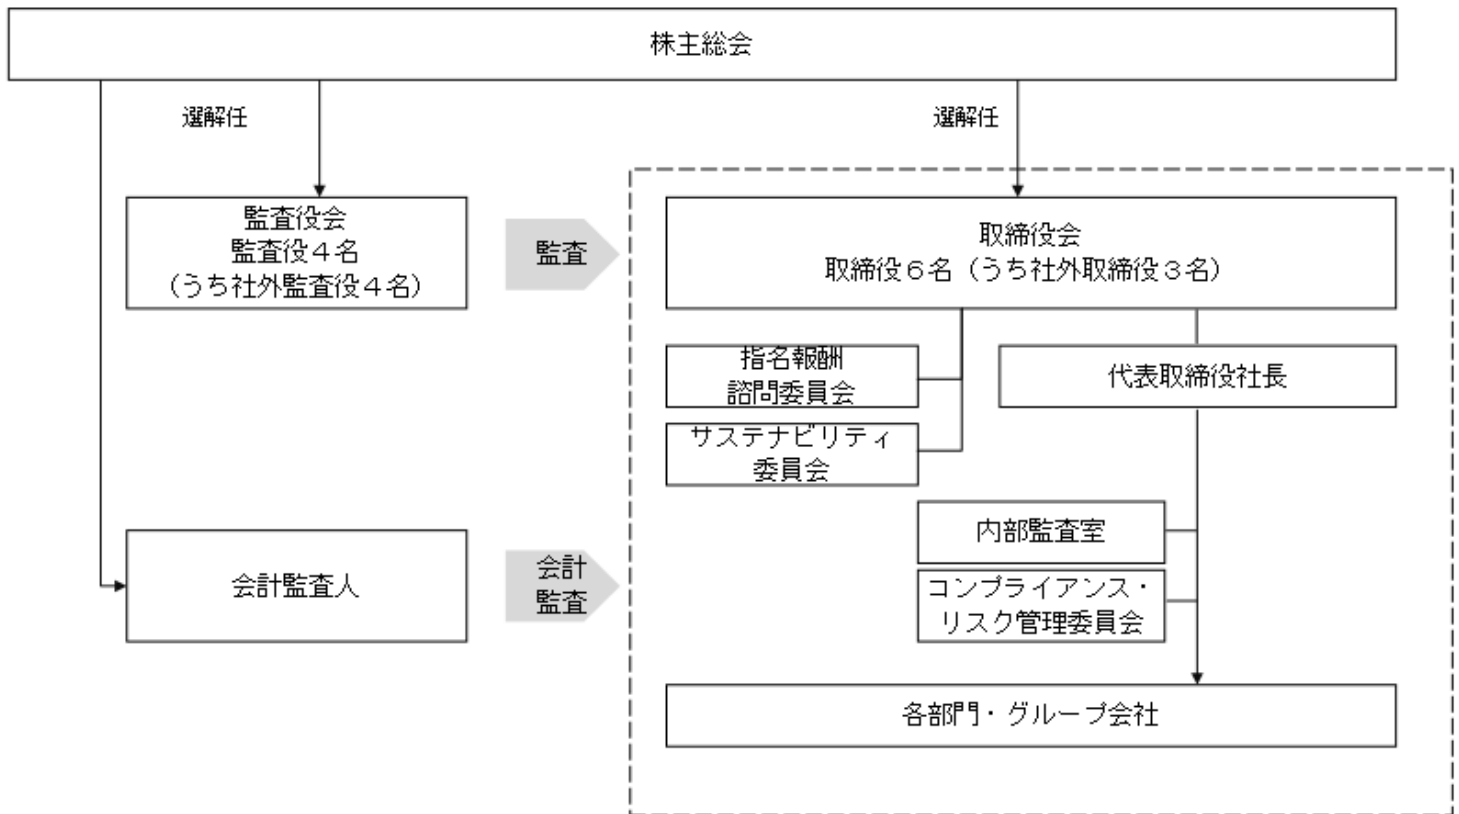 株主総会
選解任
選解任
監査役会
監査役４名
（うち社外監査役４名）
監査
取締役会
取締役６名（うち社外取締役３名）
指名報酬
諮問委員会
代表取締役社長
サステナビリティ
委員会
内部監査室
会計監査人
会計
監査
コンプライアンス・
リスク管理委員会
各部門・グループ会社